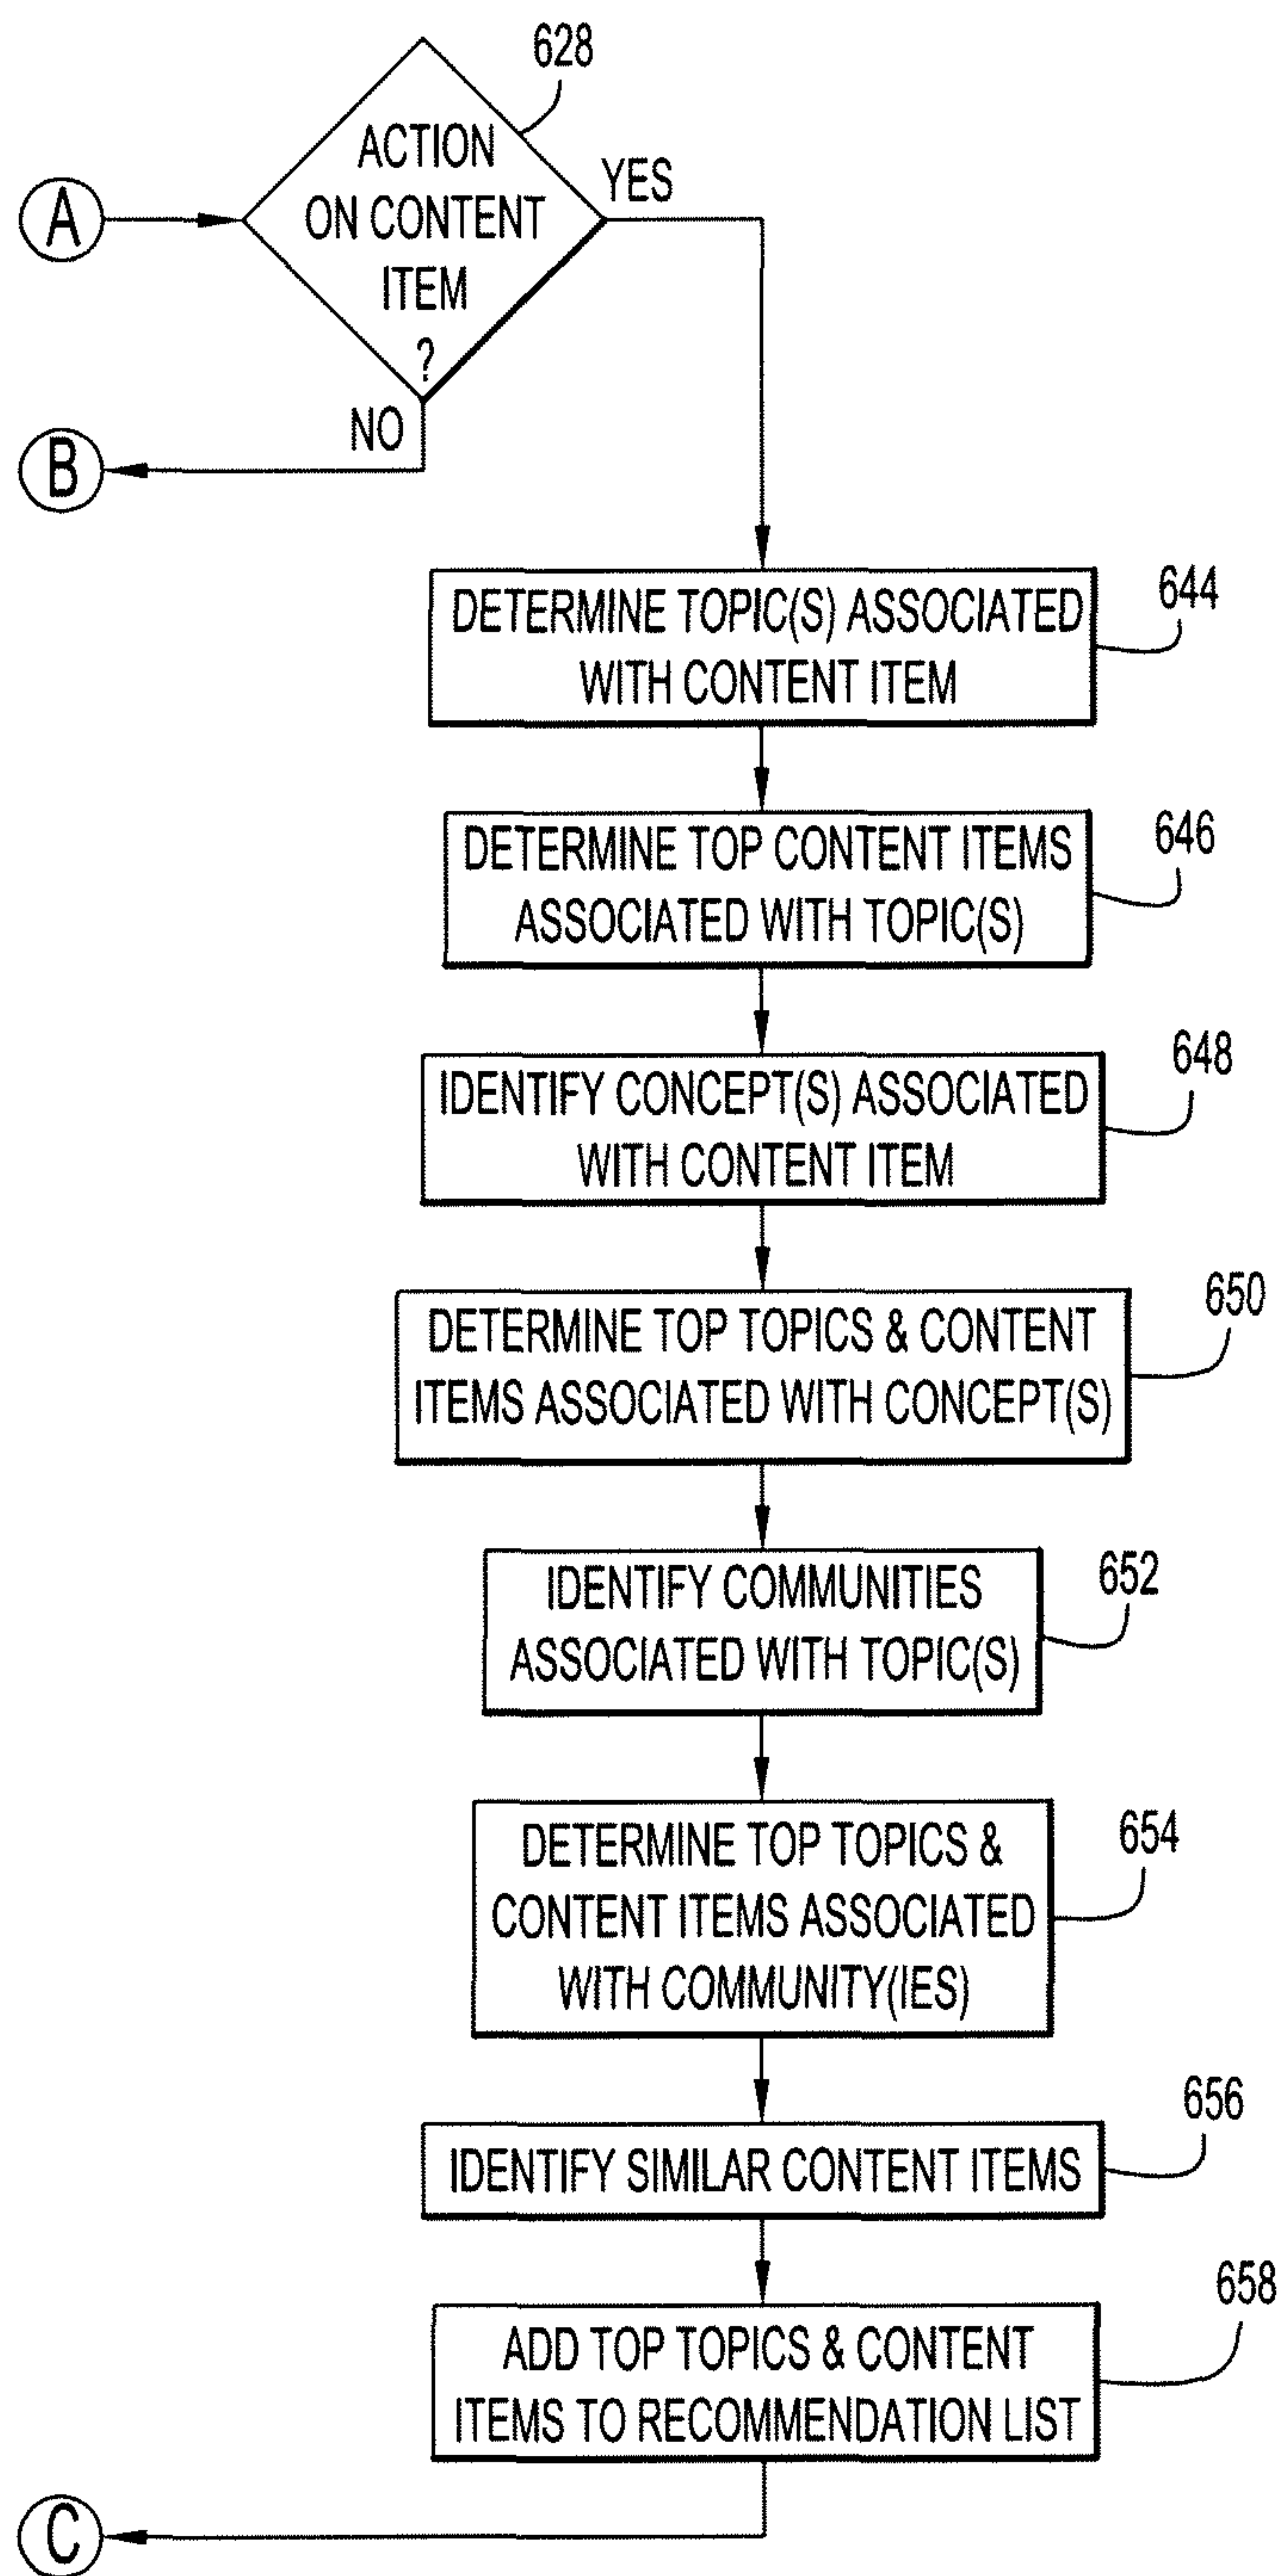 628
ACTION
ON CONTENT
ITEM
?
YES
A
NO
B
DETERMINE TOPIC(S) ASSOCIATED
WITH CONTENT ITEM
644
DETERMINE TOP CONTENT ITEMS
ASSOCIATED WITH TOPIC(S)
646
IDENTIFY CONCEPT(S) ASSOCIATED
WITH CONTENT ITEM
648
DETERMINE TOP TOPICS & CONTENT
ITEMS ASSOCIATED WITH CONCEPT(S)
650
IDENTIFY COMMUNITIES
ASSOCIATED WITH TOPIC(S)
652
DETERMINE TOP TOPICS &
CONTENT ITEMS ASSOCIATED
WITH COMMUNITY(IES)
654
IDENTIFY SIMILAR CONTENT ITEMS
656
ADD TOP TOPICS & CONTENT
ITEMS TO RECOMMENDATION LIST
658
C